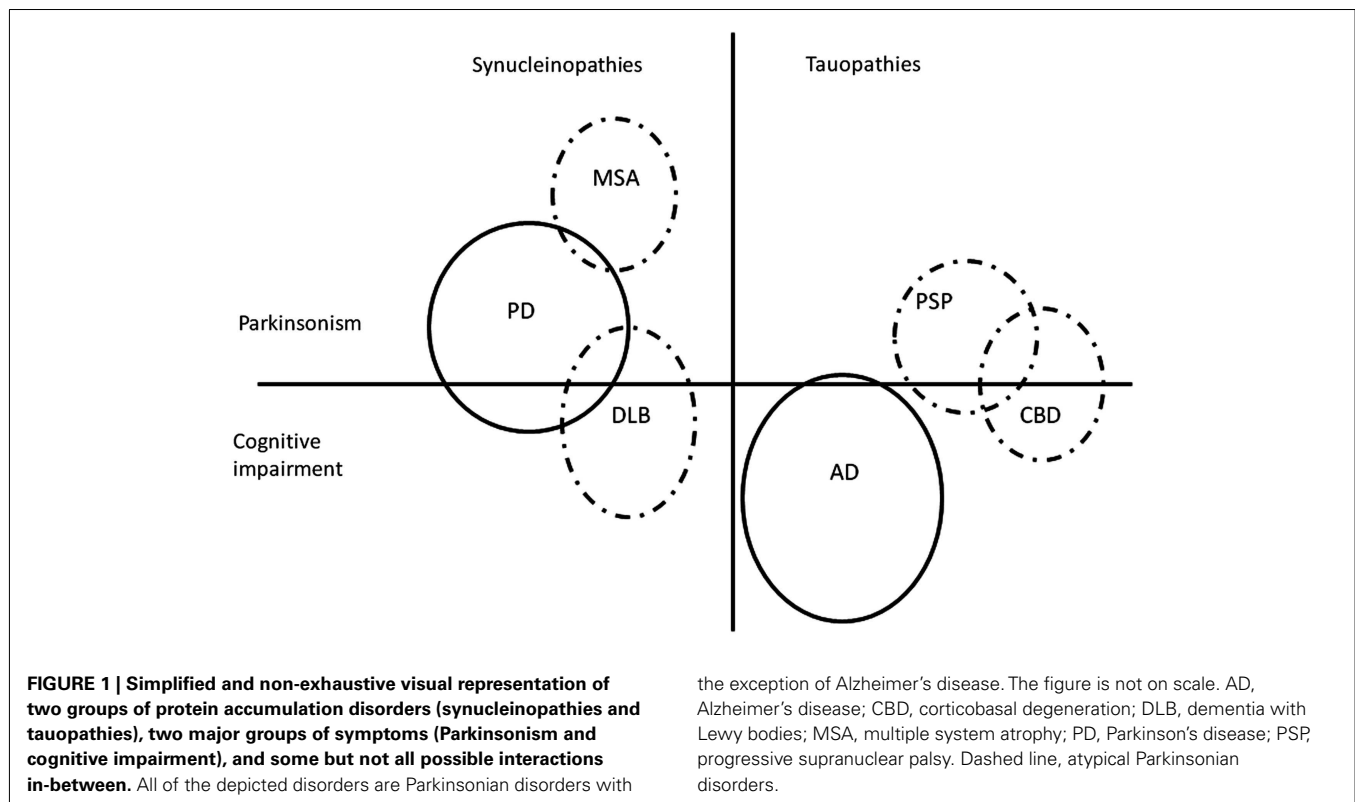 Synucleinopathies
Tauopathies
MSA
PD
Parkinsonism
PSP
DLB
CBD
Cognitive
impairment
AD
FIGURE 1 | Simplified and non-exhaustive visual representation of
two groups of protein accumulation disorders (synucleinopathies and
tauopathies), two major groups of symptoms (Parkinsonism and
cognitive impairment), and some but not all possible interactions
in-between. All of the depicted disorders are Parkinsonian disorders with
the exception of Alzheimer's disease. The figure is not on scale. AD,
Alzheimer's disease; CBD, corticobasal degeneration; DLB, dementia with
Lewy bodies; MSA, multiple system atrophy; PD, Parkinson's disease; PSP,
progressive supranuclear palsy. Dashed line, atypical Parkinsonian
disorders.